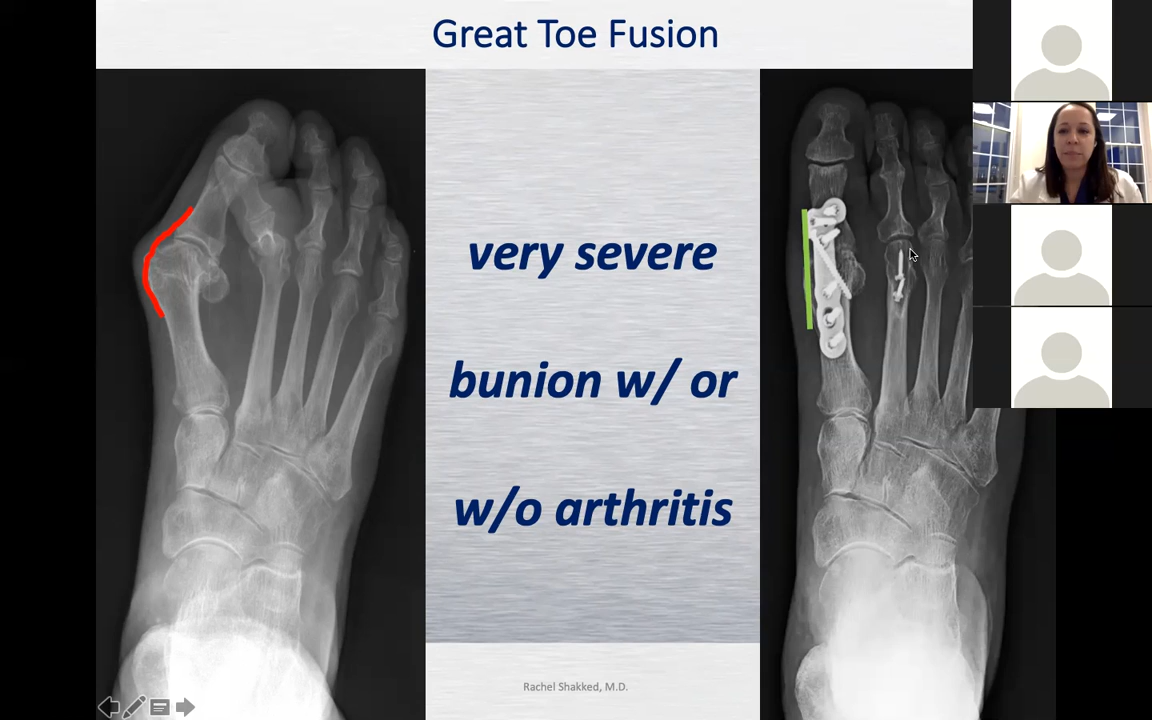 Great Toe Fusion
very severe
bunion w/ or
w/o arthritis
Rachel Shakked, M.D.